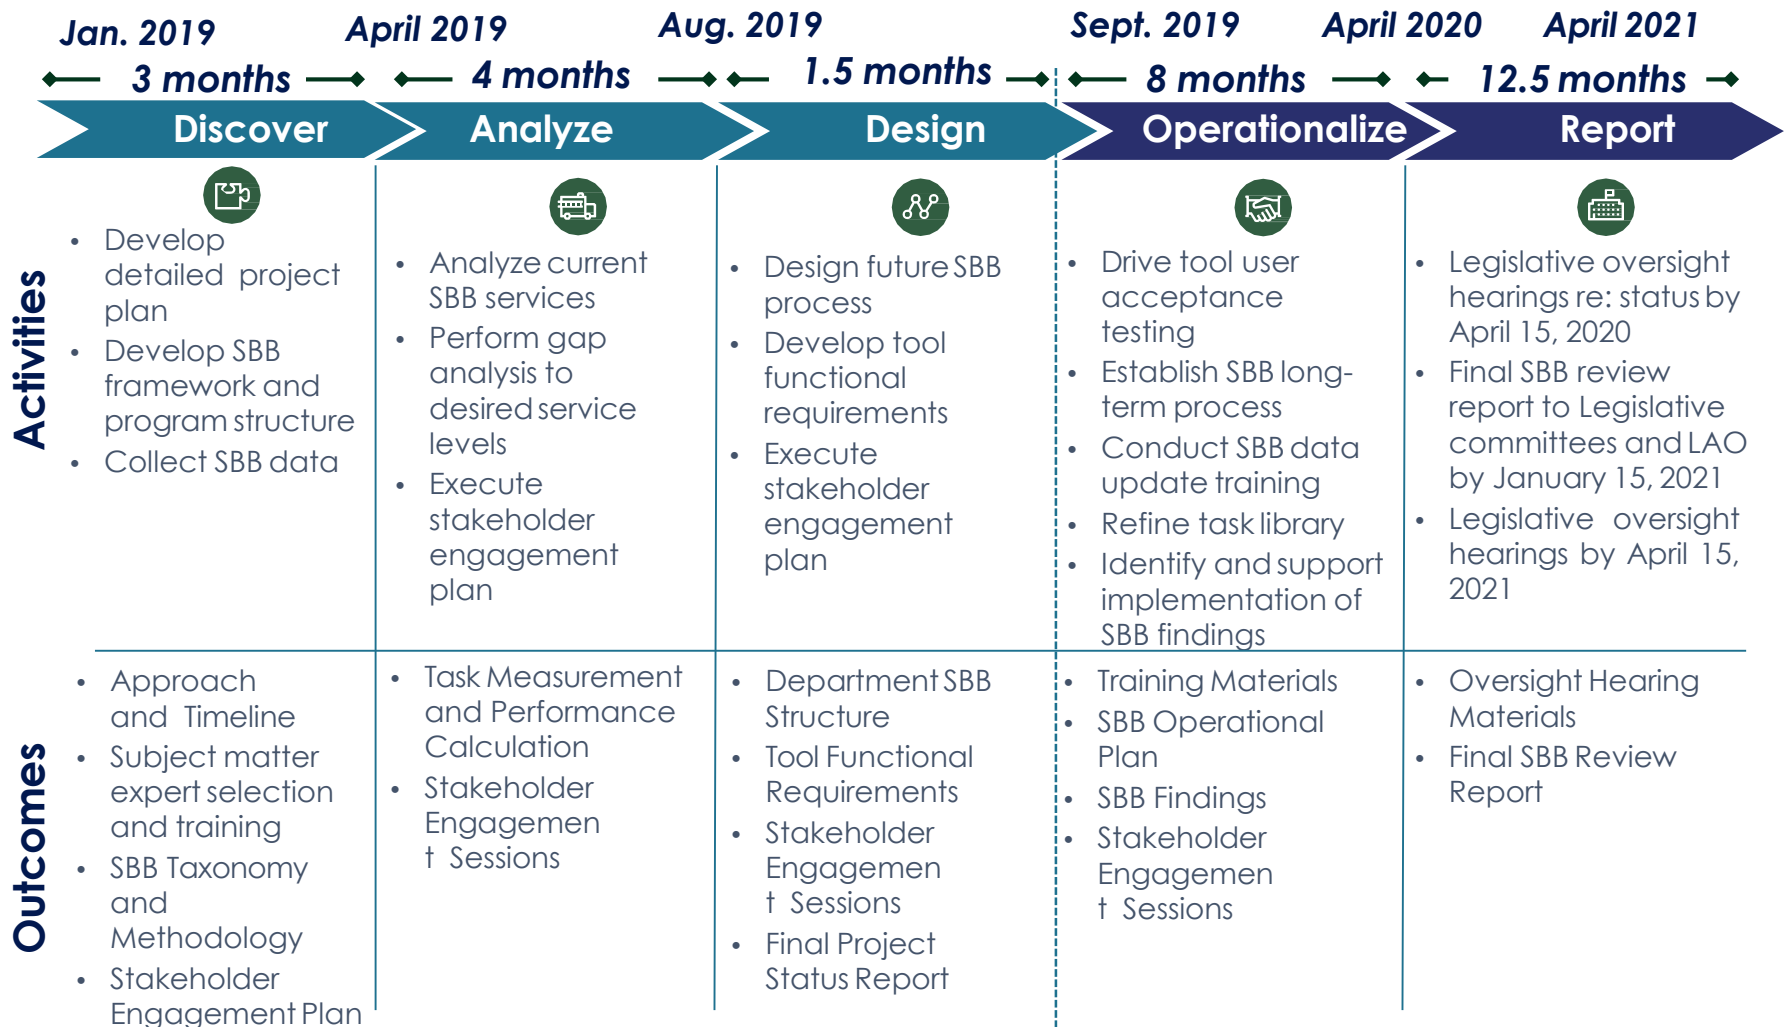 Jan. 2019
April 2019
Aug. 2019
Sept. 2019
April 2020
April 2021
3 months
4 months
1.5 months
8 months
12.5 months
Discover
Analyze
Design
Operationalize
Report
Activities
• Develop
detailed project
plan
• Develop SBB
framework and
program structure
• Collect SBB data
• Analyze current
SBB services
• Perform gap
analysis to
desired service
levels
• Execute
stakeholder
engagement
plan
• Design future SBB
process
• Develop tool
functional
requirements
• Execute
stakeholder
engagement
plan
• Drive tool user
acceptance
testing
• Establish SBB long-
term process
• Conduct SBB data
update training
• Refine task library
• Identify and support
implementation of
SBB findings
• Legislative oversight
hearings re: status by
April 15, 2020
• Final SBB review
report to Legislative
committees and LAO
by January 15, 2021
• Legislative oversight
hearings by April 15,
2021
Outcomes
• Approach
and Timeline
• Subject matter
expert selection
and training
• SBB Taxonomy
and
Methodology
• Stakeholder
Engagement Plan
• Task Measurement
and Performance
Calculation
• Stakeholder
Engagemen
t Sessions
• Department SBB
Structure
• Tool Functional
Requirements
• Stakeholder
Engagemen
t Sessions
• Final Project
Status Report
• Training Materials
• SBB Operational
Plan
• SBB Findings
• Stakeholder
Engagemen
t Sessions
• Oversight Hearing
Materials
• Final SBB Review
Report